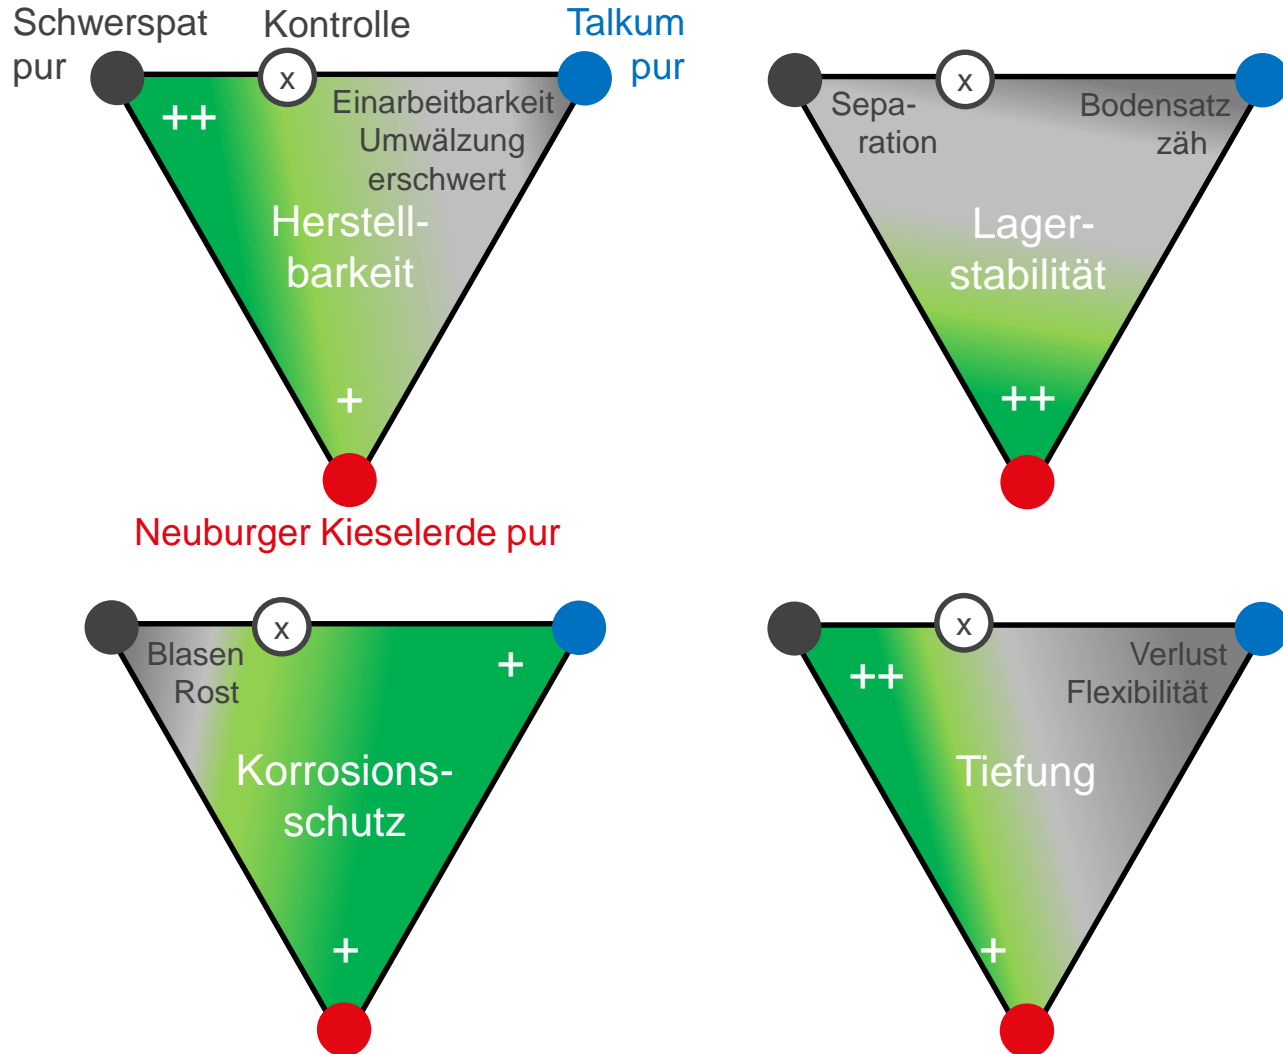 Schwerspat
pur
Kontrolle
Talkum
pur
x
++
Einarbeitbarkeit
Umwälzung
erschwert
Herstell-
barkeit
+
Neuburger Kieselerde pur
x
Sepa-
ration
Bodensatz
zäh
Lager-
stabilität
++
x
Blasen
Rost
+
Korrosions-
schutz
+
x
++
Verlust
Flexibilität
Tiefung
+